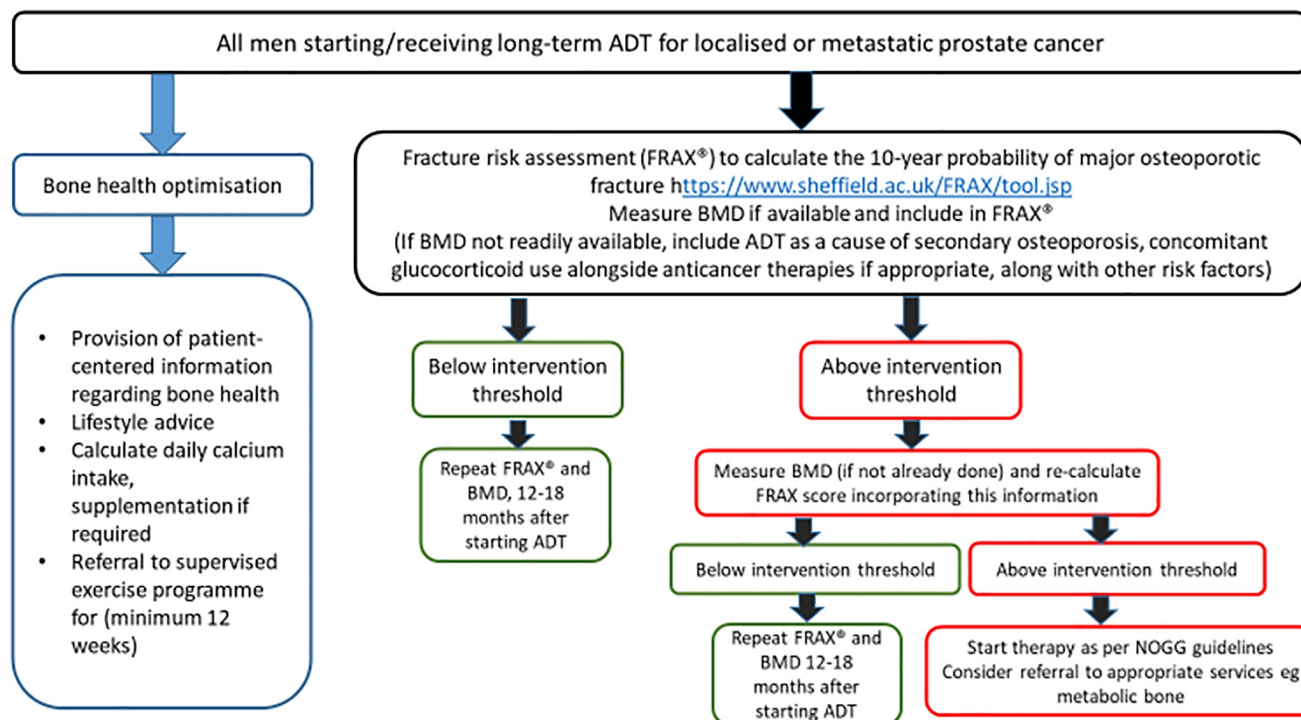 All men starting/receiving long-term ADT for localised or metastatic prostate cancer
Bone health optimisation
• Provision of patient-
centered information
regarding bone health
• Lifestyle advice
• Calculate daily calcium
intake,
supplementation if
required
• Referral to supervised
exercise programme
for (minimum 12
weeks)
Fracture risk assessment (FRAX®) to calculate the 10-year probability of major osteoporotic
fracture https://www.sheffield.ac.uk/FRAX/tool.jsp
Measure BMD if available and include in FRAX®
(If BMD not readily available, include ADT as a cause of secondary osteoporosis, concomitant
glucocorticoid use alongside anticancer therapies if appropriate, along with other risk factors)
Below intervention
threshold
Repeat FRAX® and
BMD, 12-18
months after
starting ADT
Above intervention
threshold
Measure BMD (if not already done) and re-calculate
FRAX score incorporating this information
Below intervention threshold
Repeat FRAX® and
BMD 12-18
months after
starting ADT
Above intervention threshold
Start therapy as per NOGG guidelines
Consider referral to appropriate services eg
metabolic bone